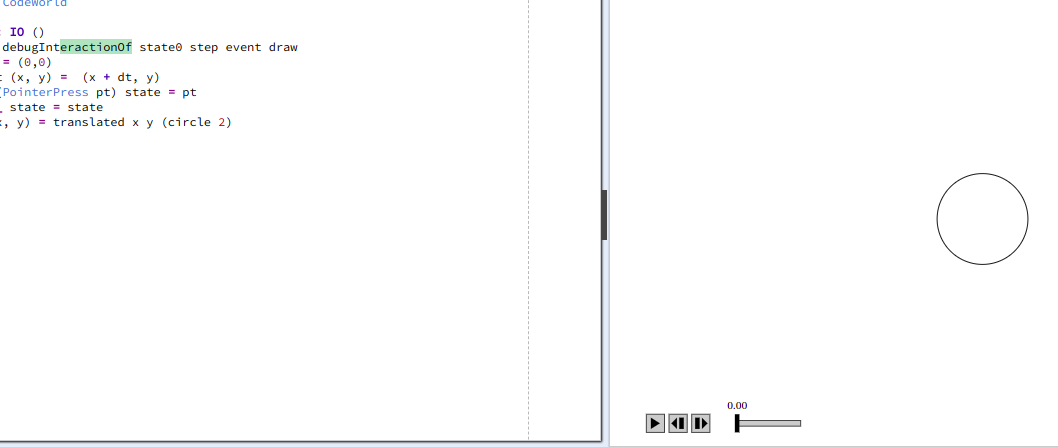 CodeWorld
: IO ()
debugInteractionOf state0 step event draw
= (0,0)
t (x, y) =  (x + dt, y)
(PointerPress pt) state = pt
_ state = state
x, y) = translated x y (circle 2)
0.00